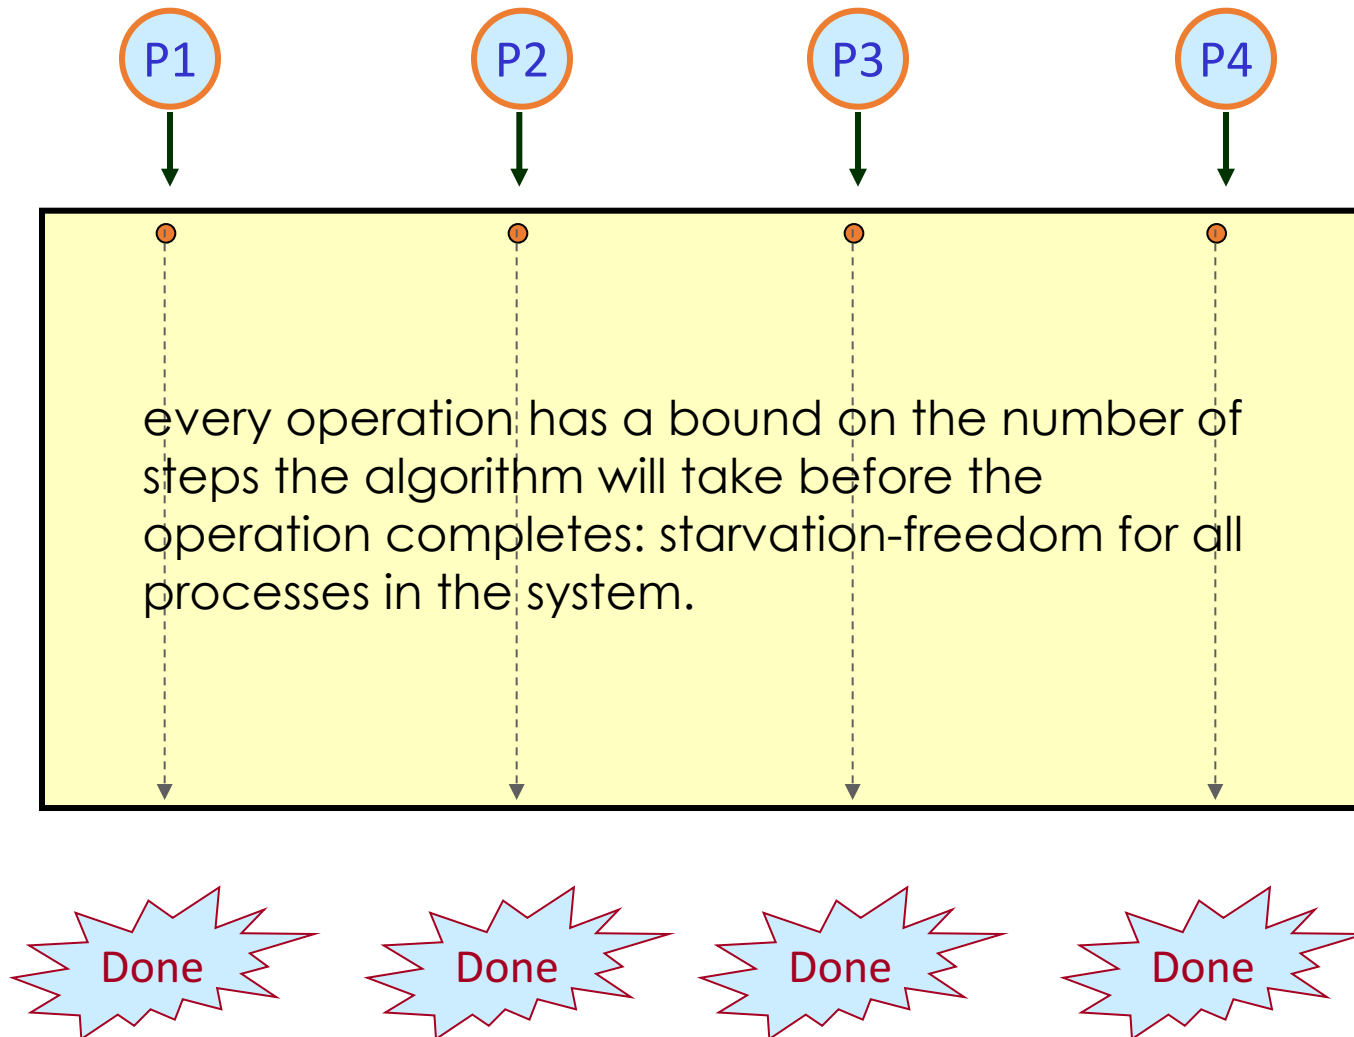 P1 P2 P3 P4
every operation has a bound on the number of
steps the algorithm will take before the
operation completes: starvation-freedom for all
processes in the system.
Done Done Done Done